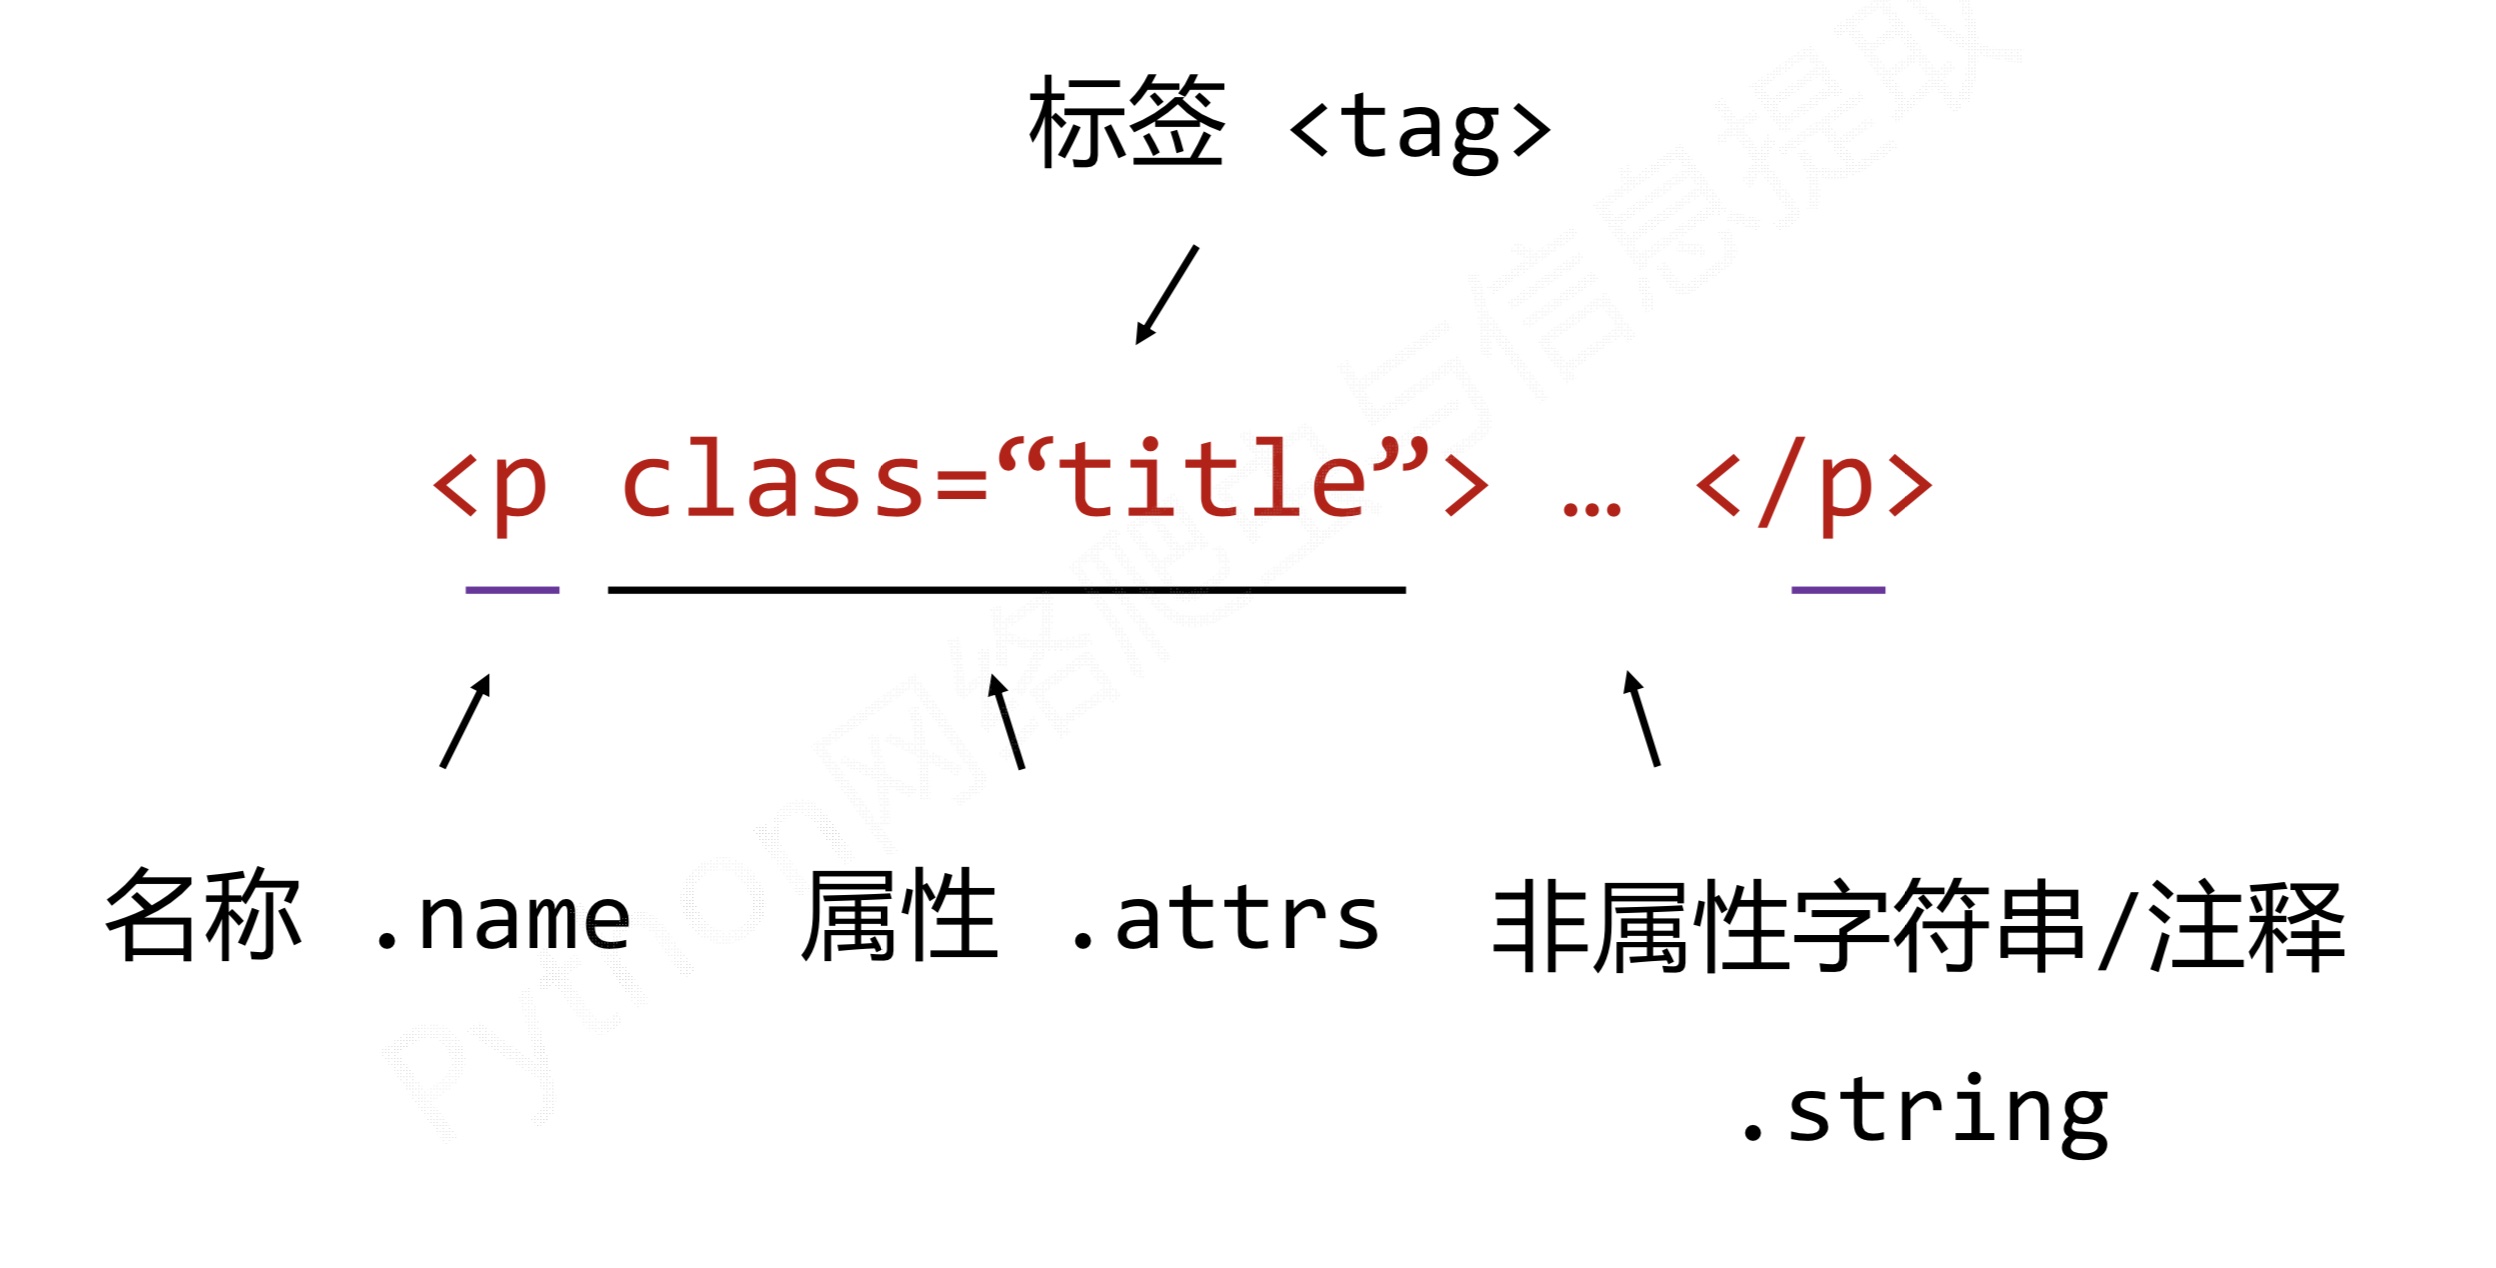 标签 <tag>
<p class=“title”> … </p>
名称 .name
属性 .attrs
非属性字符串/注释
.string
Python网络爬虫与信息提取